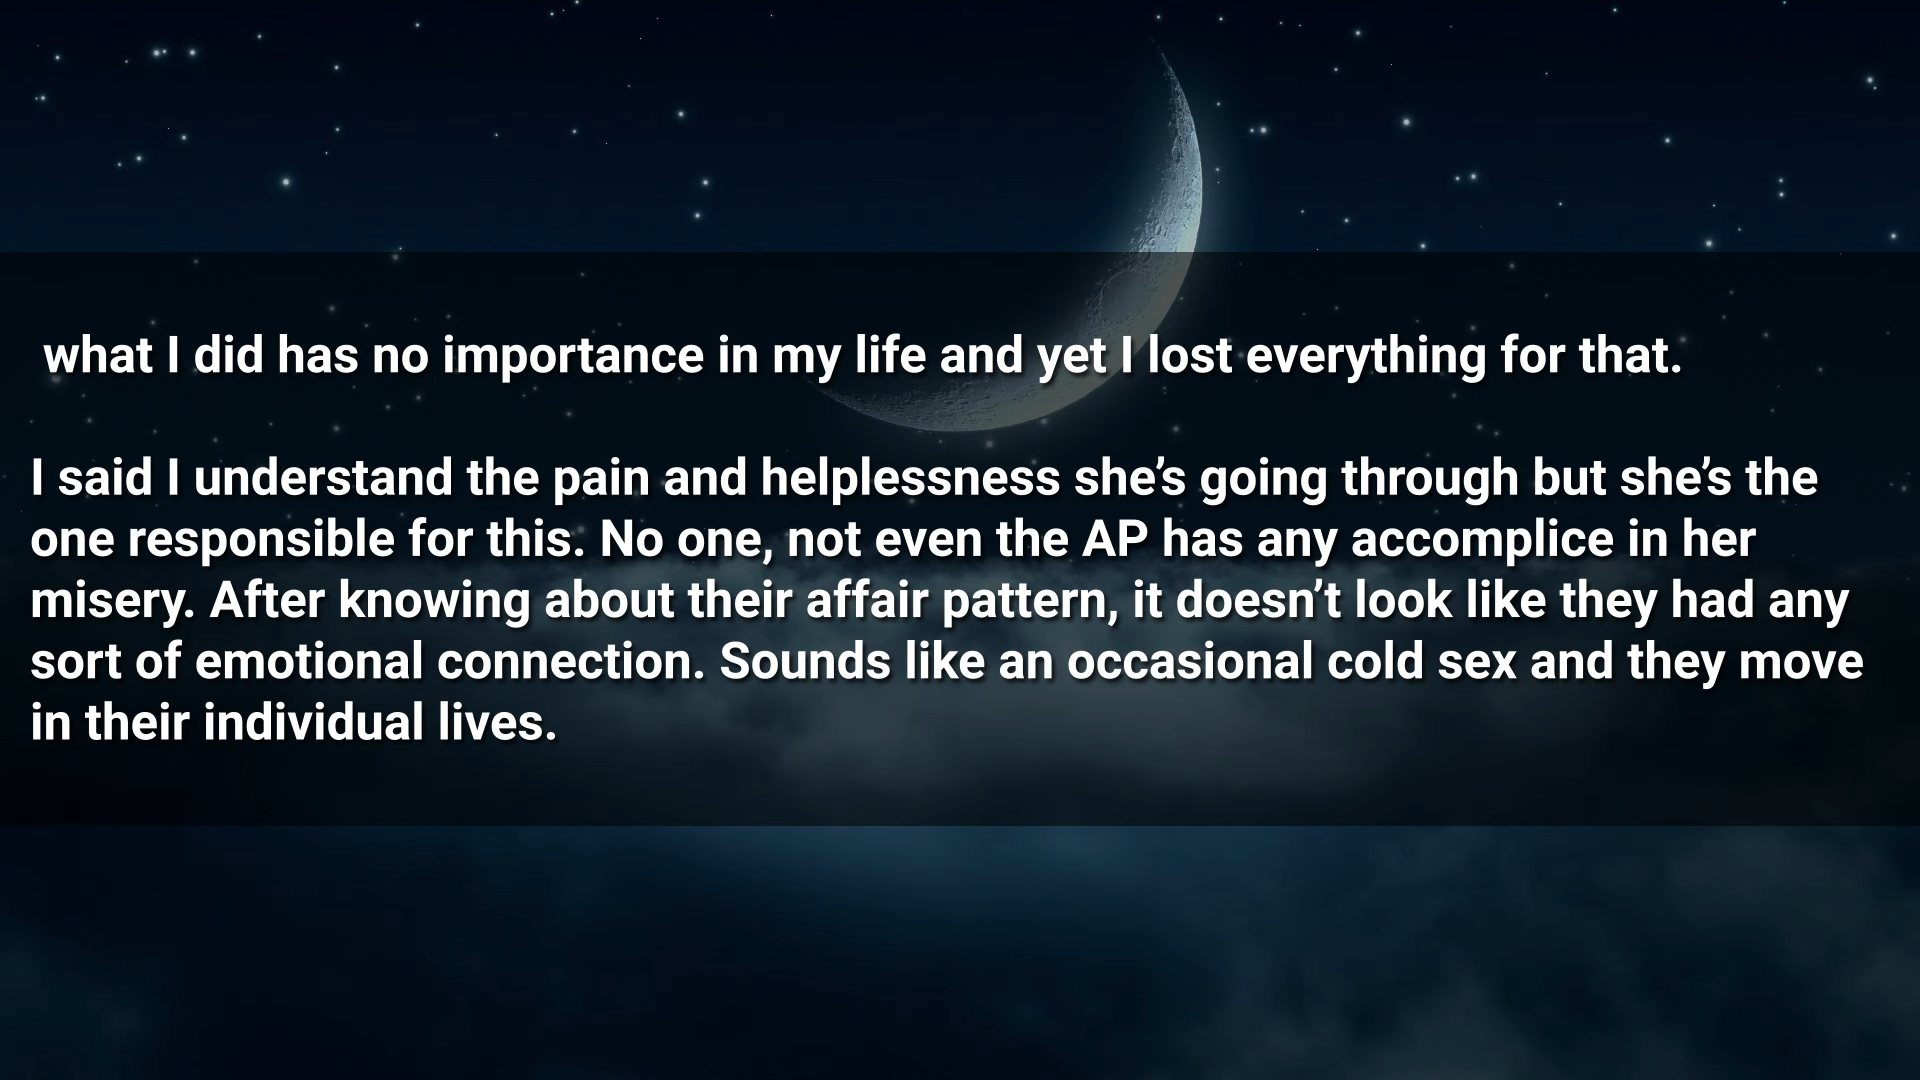 what I did has no importance in my life and yet I lost everything for that.
I said I understand the pain and helplessness she’s going through but she’s the
one responsible for this. No one, not even the AP has any accomplice in her
misery. After knowing about their affair pattern, it doesn’t look like they had any
sort of emotional connection. Sounds like an occasional cold sex and they move
in their individual lives.